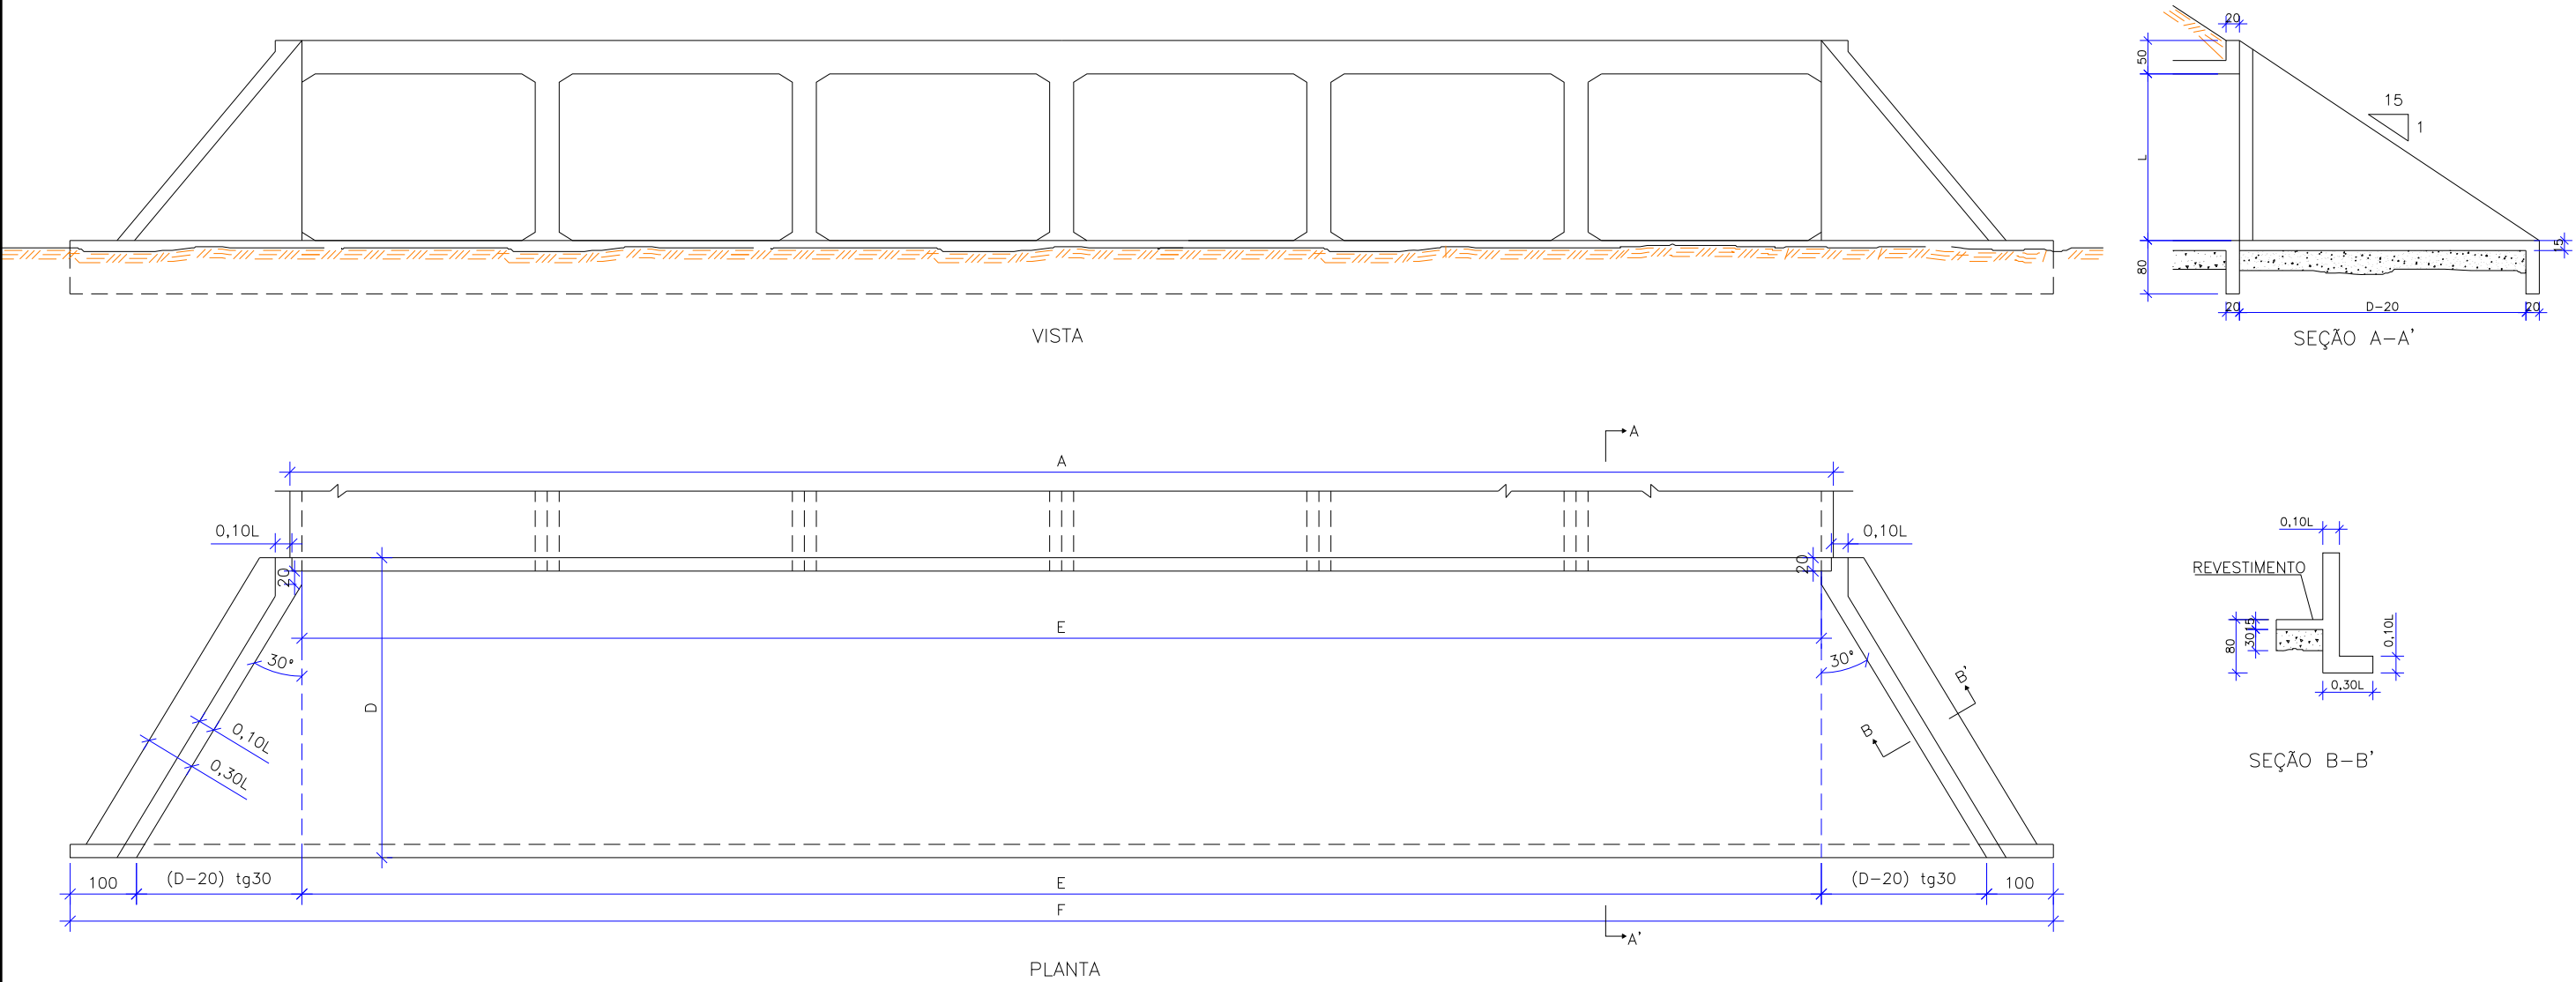 20
50
15
1
L
15
80
20
D-20
20
VISTA
SEÇÃO A-A'
A
A
0,10L
0,10L
0,10L
20
20
REVESTIMENTO
E
15
30
80
0,10L
30°
30°
B'
0,30L
D
B
0,10L
0,30L
SEÇÃO B-B'
100
(D-20) tg30
E
(D-20) tg30
100
F
A'
PLANTA